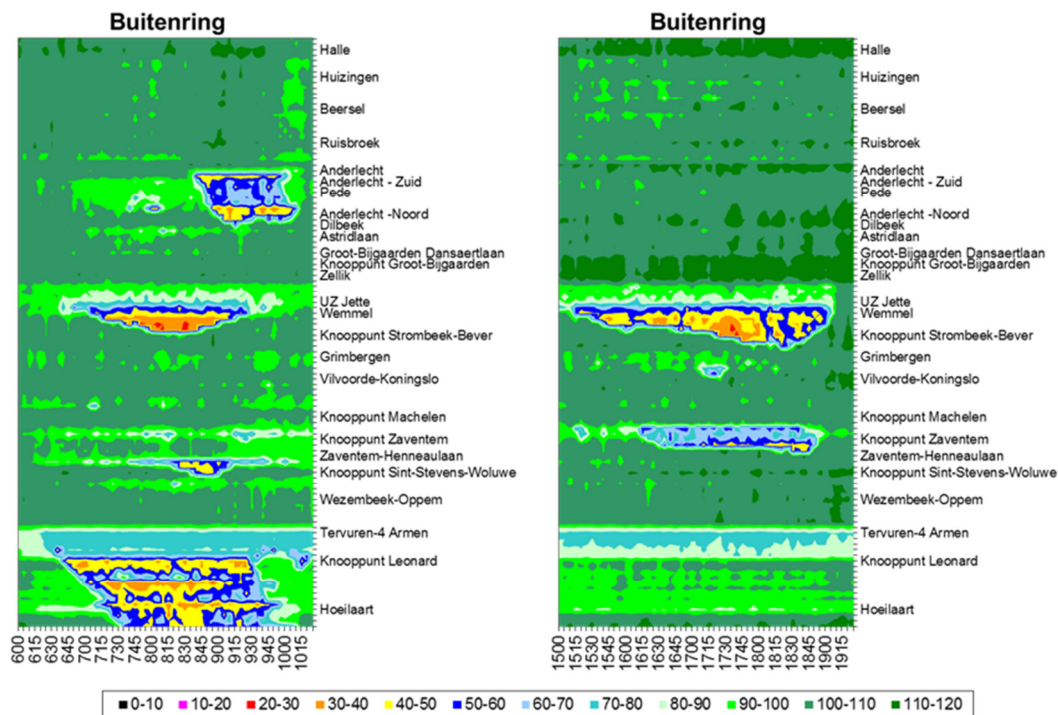 Buitenring
Halle
Huizingen
Beersel
Ruisbroek
Anderlecht
Anderlecht - Zuid
Pede
Anderlecht -Noord
Dilbeek
Astridlaan
Groot-Bijgaarden Dansaertlaan
Knooppunt Groot-Bijgaarden
Zellik
UZ Jette
Wemmel
Knooppunt Strombeek-Bever
Grimbergen
Vilvoorde-Koningslo
Knooppunt Machelen
Knooppunt Zaventem
Zaventem-Henneaulaan
Knooppunt Sint-Stevens-Woluwe
Wezembeek-Oppem
Tervuren-4 Armen
Knooppunt Leonard
Hoeilaart
600 615 630 645 700 715 730 745 800 815 830 845 900 915 930 945 1000 1015
Buitenring
Halle
Huizingen
Beersel
Ruisbroek
Anderlecht
Anderlecht - Zuid
Pede
Anderlecht -Noord
Dilbeek
Astridlaan
Groot-Bijgaarden Dansaertlaan
Knooppunt Groot-Bijgaarden
Zellik
UZ Jette
Wemmel
Knooppunt Strombeek-Bever
Grimbergen
Vilvoorde-Koningslo
Knooppunt Machelen
Knooppunt Zaventem
Zaventem-Henneaulaan
Knooppunt Sint-Stevens-Woluwe
Wezembeek-Oppem
Tervuren-4 Armen
Knooppunt Leonard
Hoeilaart
1500 1515 1530 1545 1600 1615 1630 1645 1700 1715 1730 1745 1800 1815 1830 1845 1900 1915
0-10 10-20 20-30 30-40 40-50 50-60 60-70 70-80 80-90 90-100 100-110 110-120